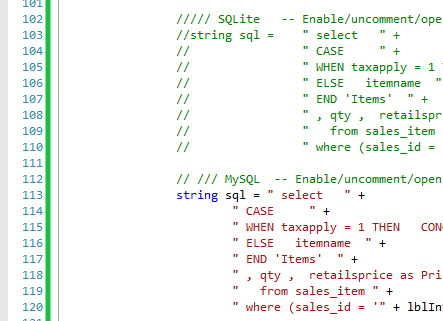 101
102 ///// SQLite -- Enable/uncomment/ope
103 //string sql = " select " +
104 // " CASE " +
105 // " WHEN taxapply = 1
106 // " ELSE itemname "
107 // " END 'Items' " +
108 // " , qty , retailspr
109 // " from sales_item
110 // " where (sales_id =
111
112 // /// MySQL -- Enable/uncomment/open
113 string sql = " select " +
114 " CASE " +
115 " WHEN taxapply = 1 THEN CON
116 " ELSE itemname " +
117 " END 'Items' " +
118 " , qty , retailsprice as Pri
119 " from sales_item " +
120 " where (sales_id = '" + lblIn